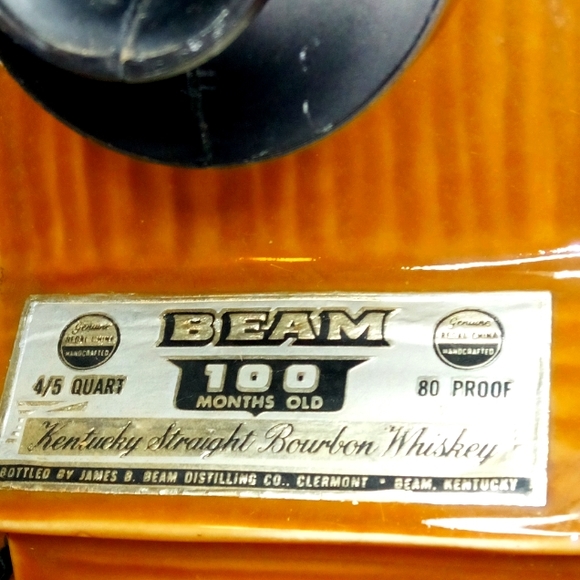 Genuine
REGAL CHINA
HANDCRAFTED
BEAM
Genuine
REGAL CHINA
HANDCRAFTED
4/5 QUART
100
MONTHS OLD
80 PROOF
Kentucky Straight Bourbon Whiskey
BOTTLED BY JAMES B. BEAM DISTILLING CO., CLERMONT • BEAM, KENTUCKY